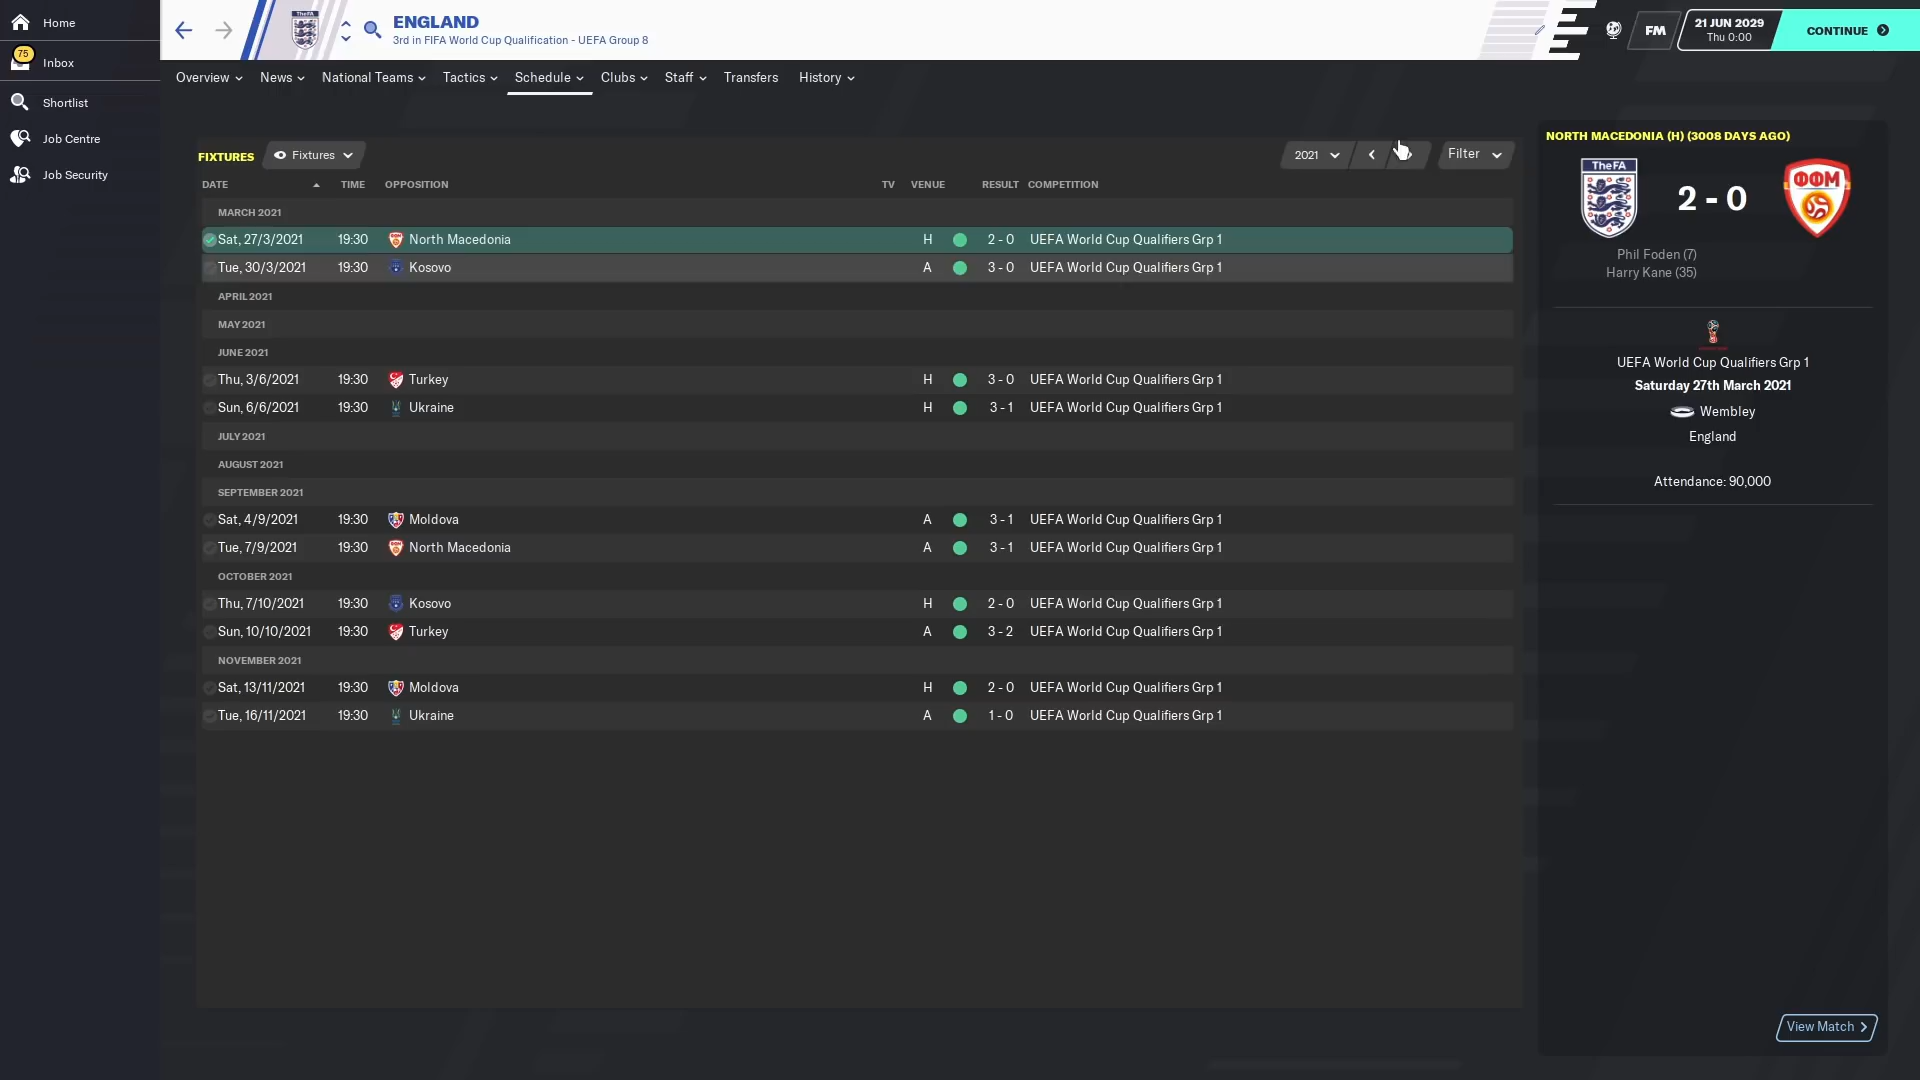 Home
75
Inbox
Shortlist
Job Centre
Job Security
The FA
ENGLAND
3rd in FIFA World Cup Qualification - UEFA Group 8
FM
21 JUN 2029
Thu 0:00
CONTINUE
Overview News National Teams Tactics Schedule Clubs Staff Transfers History
FIXTURES Fixtures 2021 Filter
DATE TIME OPPOSITION TV VENUE RESULT COMPETITION
MARCH 2021
Sat, 27/3/2021 19:30 North Macedonia H 2 - 0 UEFA World Cup Qualifiers Grp 1
Tue, 30/3/2021 19:30 Kosovo A 3 - 0 UEFA World Cup Qualifiers Grp 1
APRIL 2021
MAY 2021
JUNE 2021
Thu, 3/6/2021 19:30 Turkey H 3 - 0 UEFA World Cup Qualifiers Grp 1
Sun, 6/6/2021 19:30 Ukraine H 3 - 1 UEFA World Cup Qualifiers Grp 1
JULY 2021
AUGUST 2021
SEPTEMBER 2021
Sat, 4/9/2021 19:30 Moldova A 3 - 1 UEFA World Cup Qualifiers Grp 1
Tue, 7/9/2021 19:30 North Macedonia A 3 - 1 UEFA World Cup Qualifiers Grp 1
OCTOBER 2021
Thu, 7/10/2021 19:30 Kosovo H 2 - 0 UEFA World Cup Qualifiers Grp 1
Sun, 10/10/2021 19:30 Turkey A 3 - 2 UEFA World Cup Qualifiers Grp 1
NOVEMBER 2021
Sat, 13/11/2021 19:30 Moldova H 2 - 0 UEFA World Cup Qualifiers Grp 1
Tue, 16/11/2021 19:30 Ukraine A 1 - 0 UEFA World Cup Qualifiers Grp 1
NORTH MACEDONIA (H) (3008 DAYS AGO)
The FA
2 - 0
ФФМ
Phil Foden (7)
Harry Kane (35)
UEFA World Cup Qualifiers Grp 1
Saturday 27th March 2021
Wembley
England
Attendance: 90,000
View Match